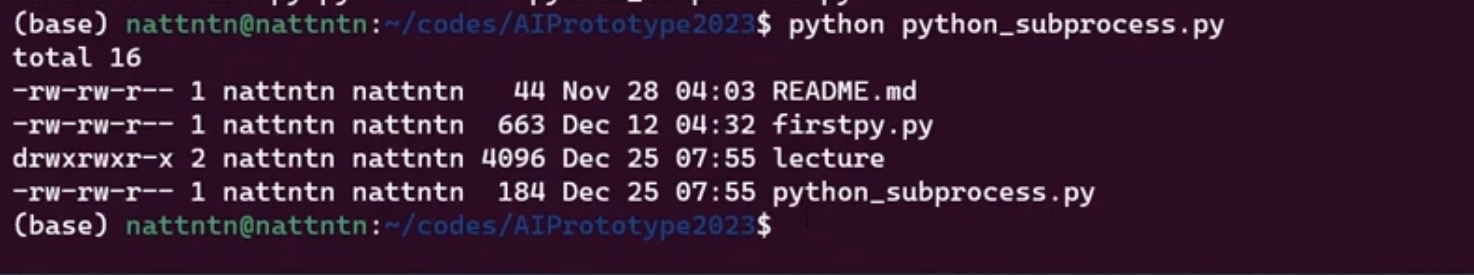 (base) nattntn@nattntn:~/codes/AIPrototype2023$ python python_subprocess.py
total 16
-rw-rw-r-- 1 nattntn nattntn   44 Nov 28 04:03 README.md
-rw-rw-r-- 1 nattntn nattntn  663 Dec 12 04:32 firstpy.py
drwxrwxr-x 2 nattntn nattntn 4096 Dec 25 07:55 lecture
-rw-rw-r-- 1 nattntn nattntn  184 Dec 25 07:55 python_subprocess.py
(base) nattntn@nattntn:~/codes/AIPrototype2023$